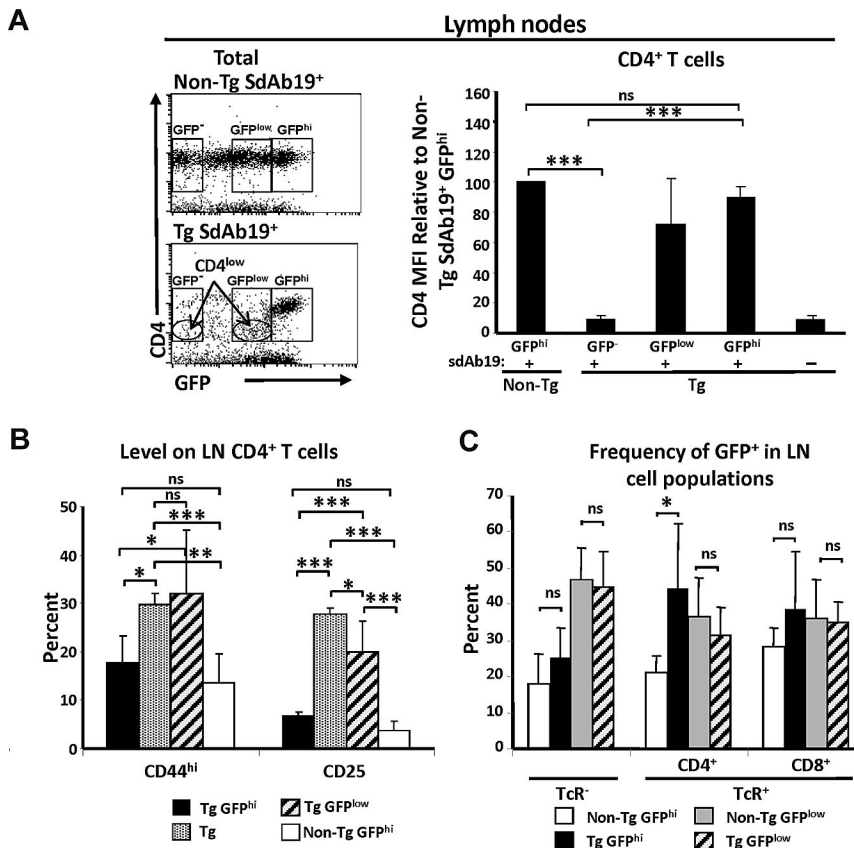 A
Lymph nodes
Total
Non-Tg SdAb19⁺
GFP⁻ GFPˡᵒʷ GFPʰⁱ
Tg SdAb19⁺
CD4ˡᵒʷ
GFP⁻ GFPˡᵒʷ GFPʰⁱ
CD4
GFP
CD4⁺ T cells
CD4 MFI Relative to Non-
Tg SdAb19⁺ GFPʰⁱ
160
140
120
100
80
60
40
20
0
ns
***
***
GFPʰⁱ GFP⁻ GFPˡᵒʷ GFPʰⁱ
sdAb19: + + + + −
Non-Tg Tg
B
Level on LN CD4⁺ T cells
Percent
50
40
30
20
10
0
ns
ns
***
*
**
*
ns
***
***
***
*
***
CD44ʰⁱ CD25
Tg GFPʰⁱ Tg GFPˡᵒʷ
Tg Non-Tg GFPʰⁱ
C
Frequency of GFP⁺ in LN
cell populations
Percent
70
60
50
40
30
20
10
0
ns
ns
*
ns
ns
ns
CD4⁺ CD8⁺
TcR⁻ TcR⁺
Non-Tg GFPʰⁱ Non-Tg GFPˡᵒʷ
Tg GFPʰⁱ Tg GFPˡᵒʷ